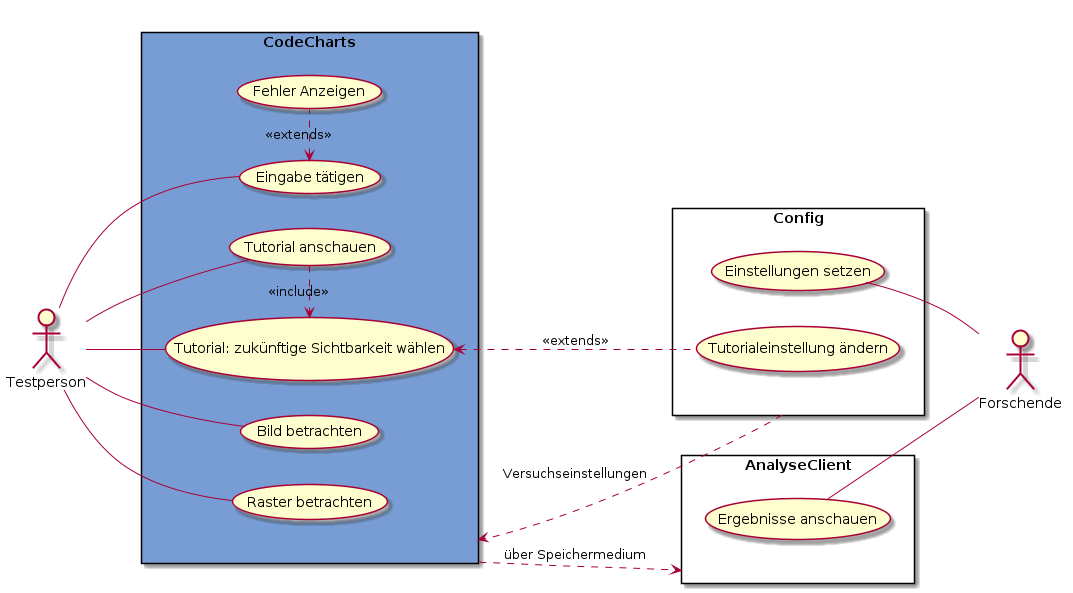 CodeCharts
Fehler Anzeigen
«extends»
Eingabe tätigen
Tutorial anschauen
«include»
Tutorial: zukünftige Sichtbarkeit wählen
Bild betrachten
Raster betrachten
Testperson
«extends»
Config
Einstellungen setzen
Tutorialeinstellung ändern
Forschende
Versuchseinstellungen
AnalyseClient
Ergebnisse anschauen
über Speichermedium